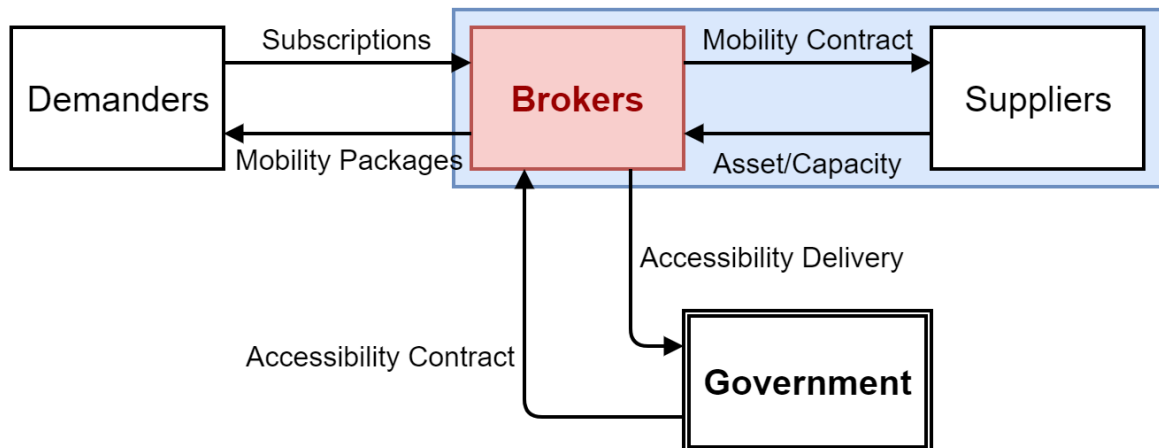 Subscriptions
Mobility Contract
Demanders
Brokers
Suppliers
Mobility Packages
Asset/Capacity
Accessibility Delivery
Accessibility Contract
Government